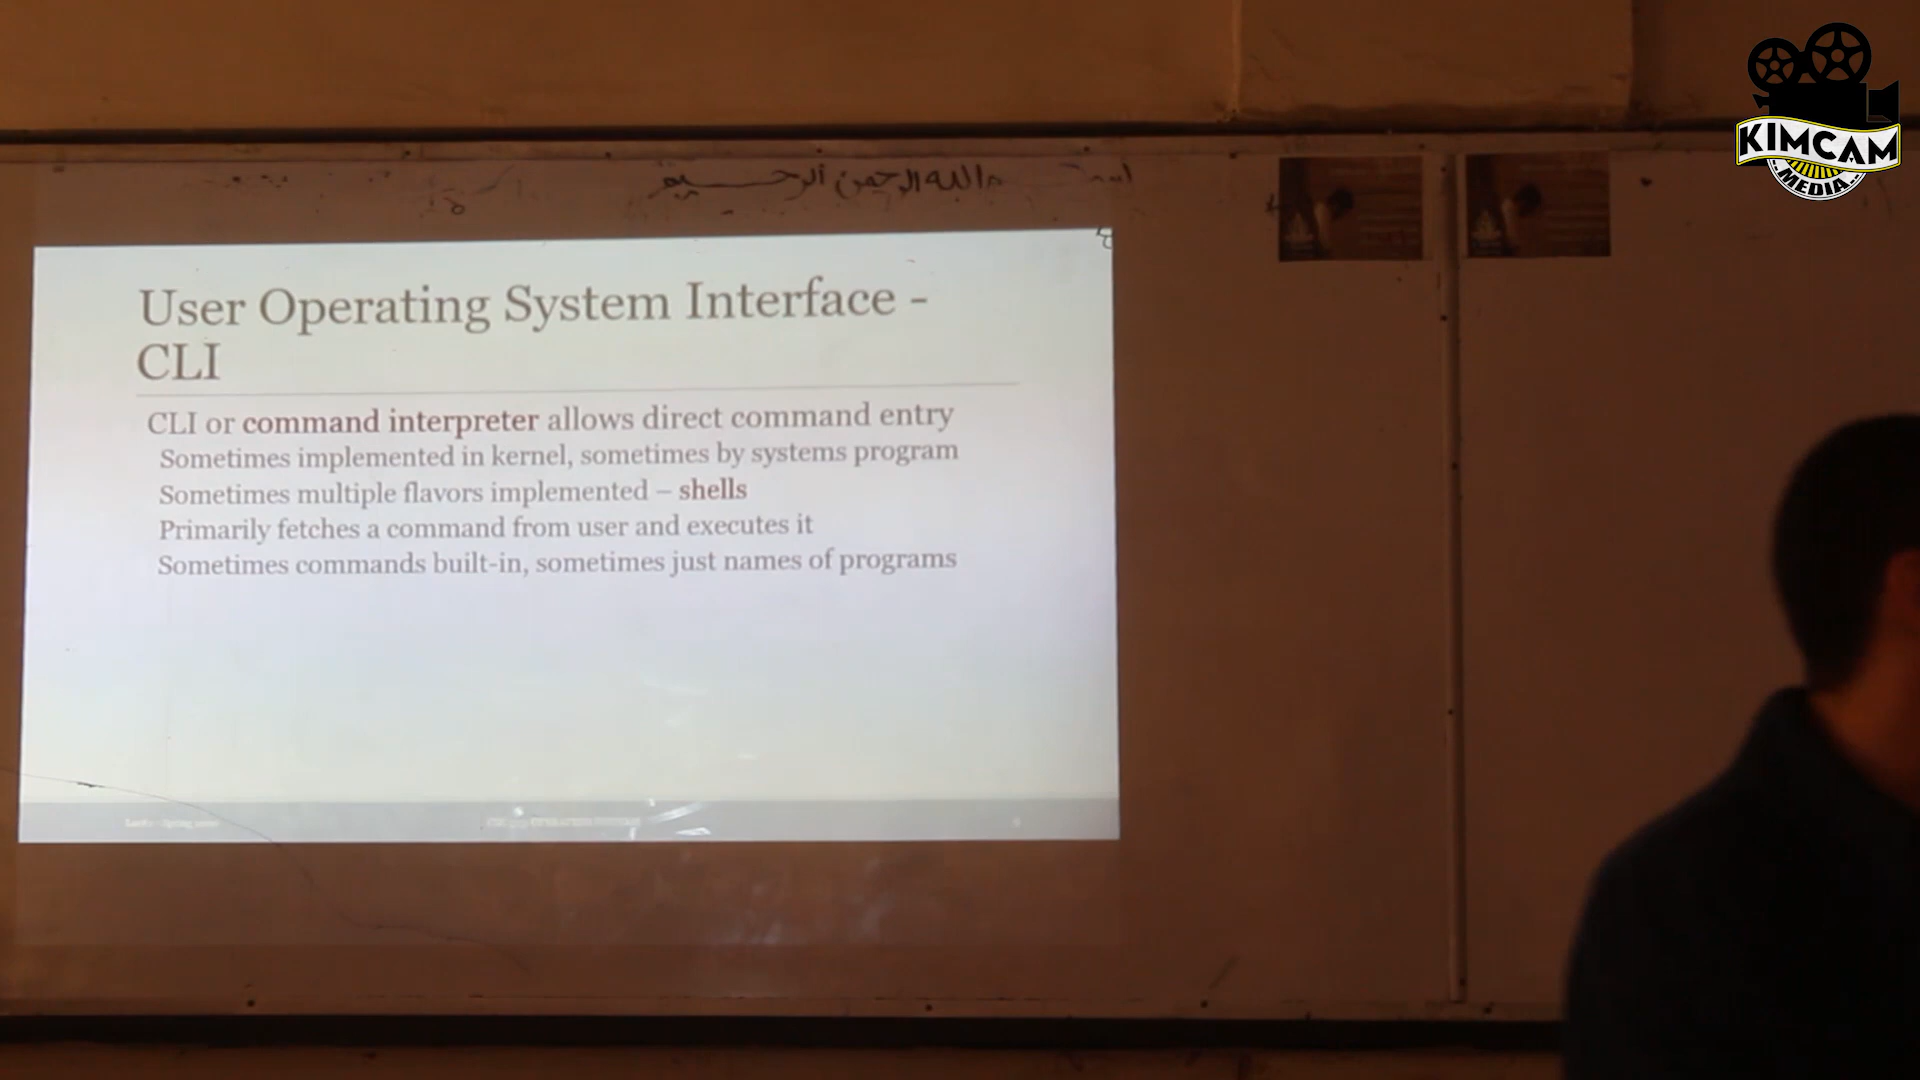 KIMCAM
MEDIA
الله الرحمن الرحيم
User Operating System Interface -
CLI
CLI or command interpreter allows direct command entry
Sometimes implemented in kernel, sometimes by systems program
Sometimes multiple flavors implemented – shells
Primarily fetches a command from user and executes it
Sometimes commands built-in, sometimes just names of programs